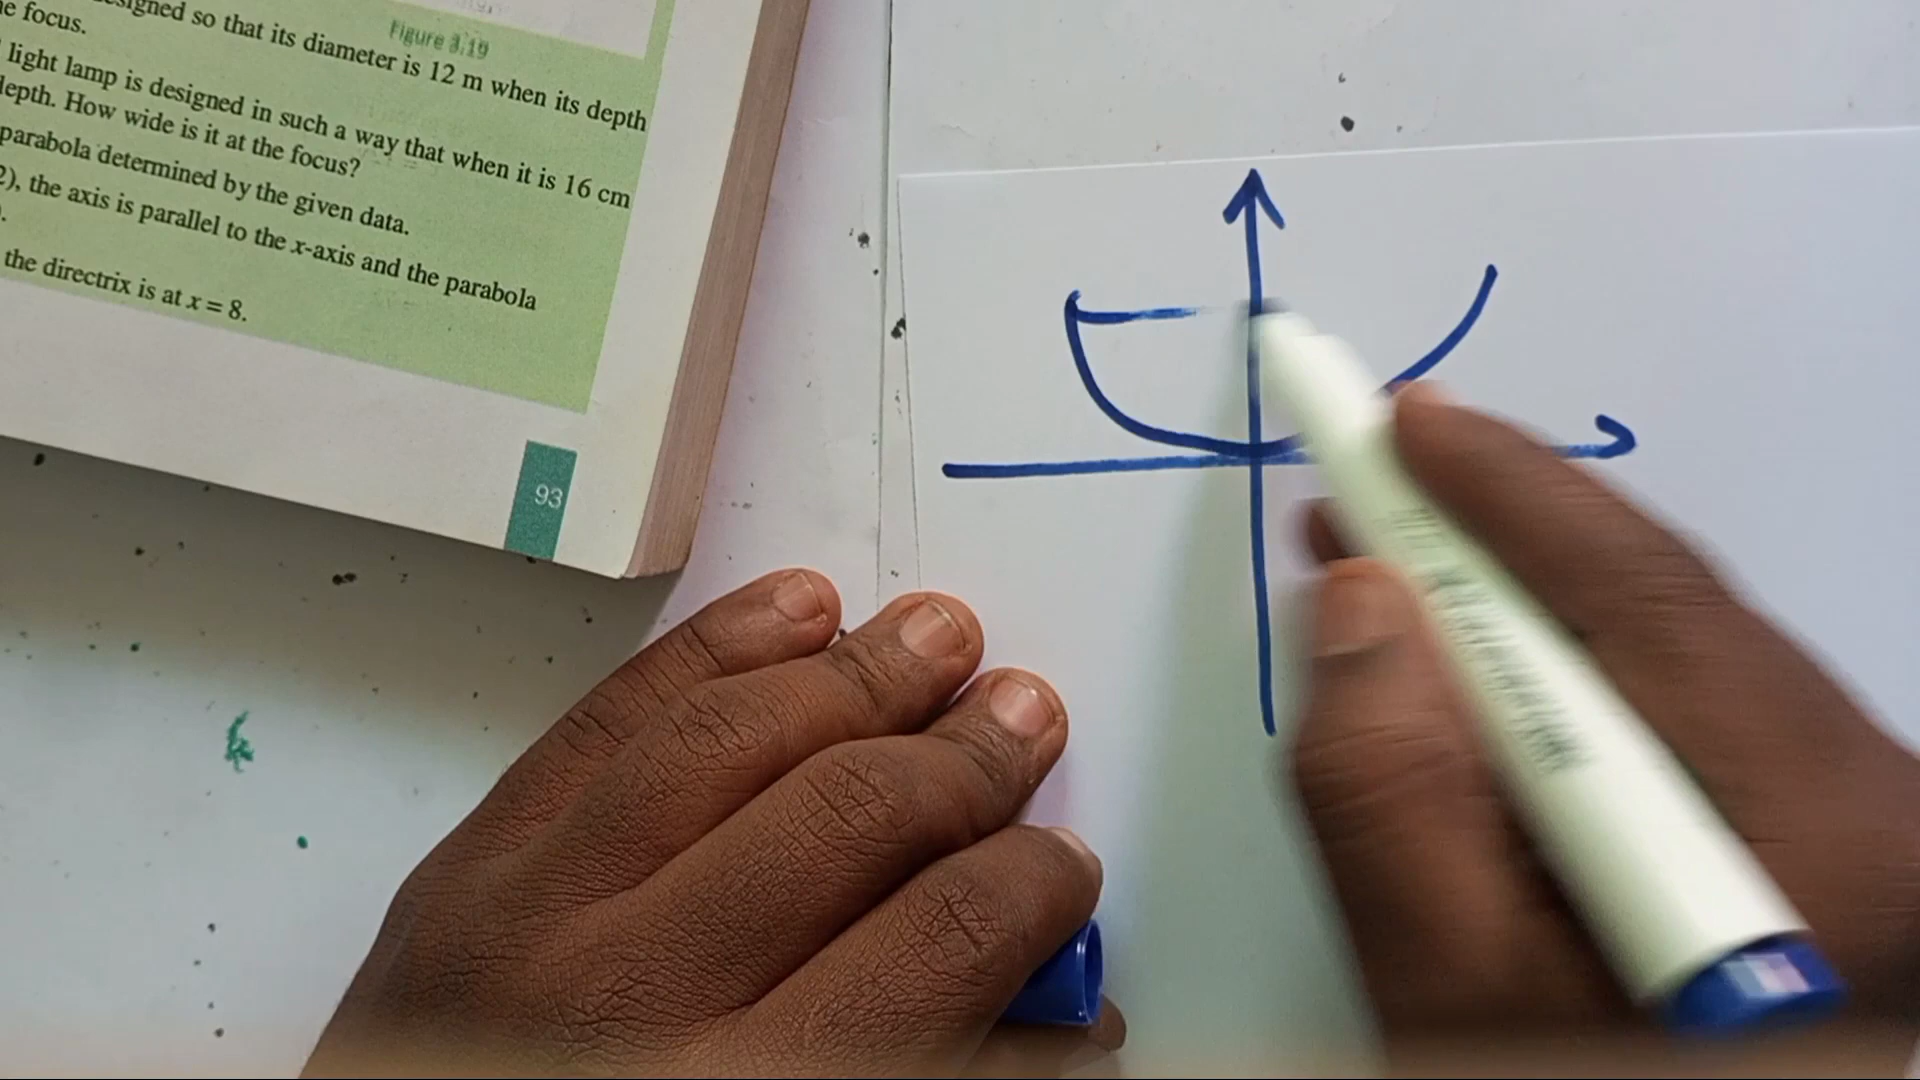 Figure 3.19
signed so that its diameter is 12 m when its depth
e focus.
light lamp is designed in such a way that when it is 16 cm
depth. How wide is it at the focus?
parabola determined by the given data.
2), the axis is parallel to the x-axis and the parabola
).
the directrix is at x = 8.
93